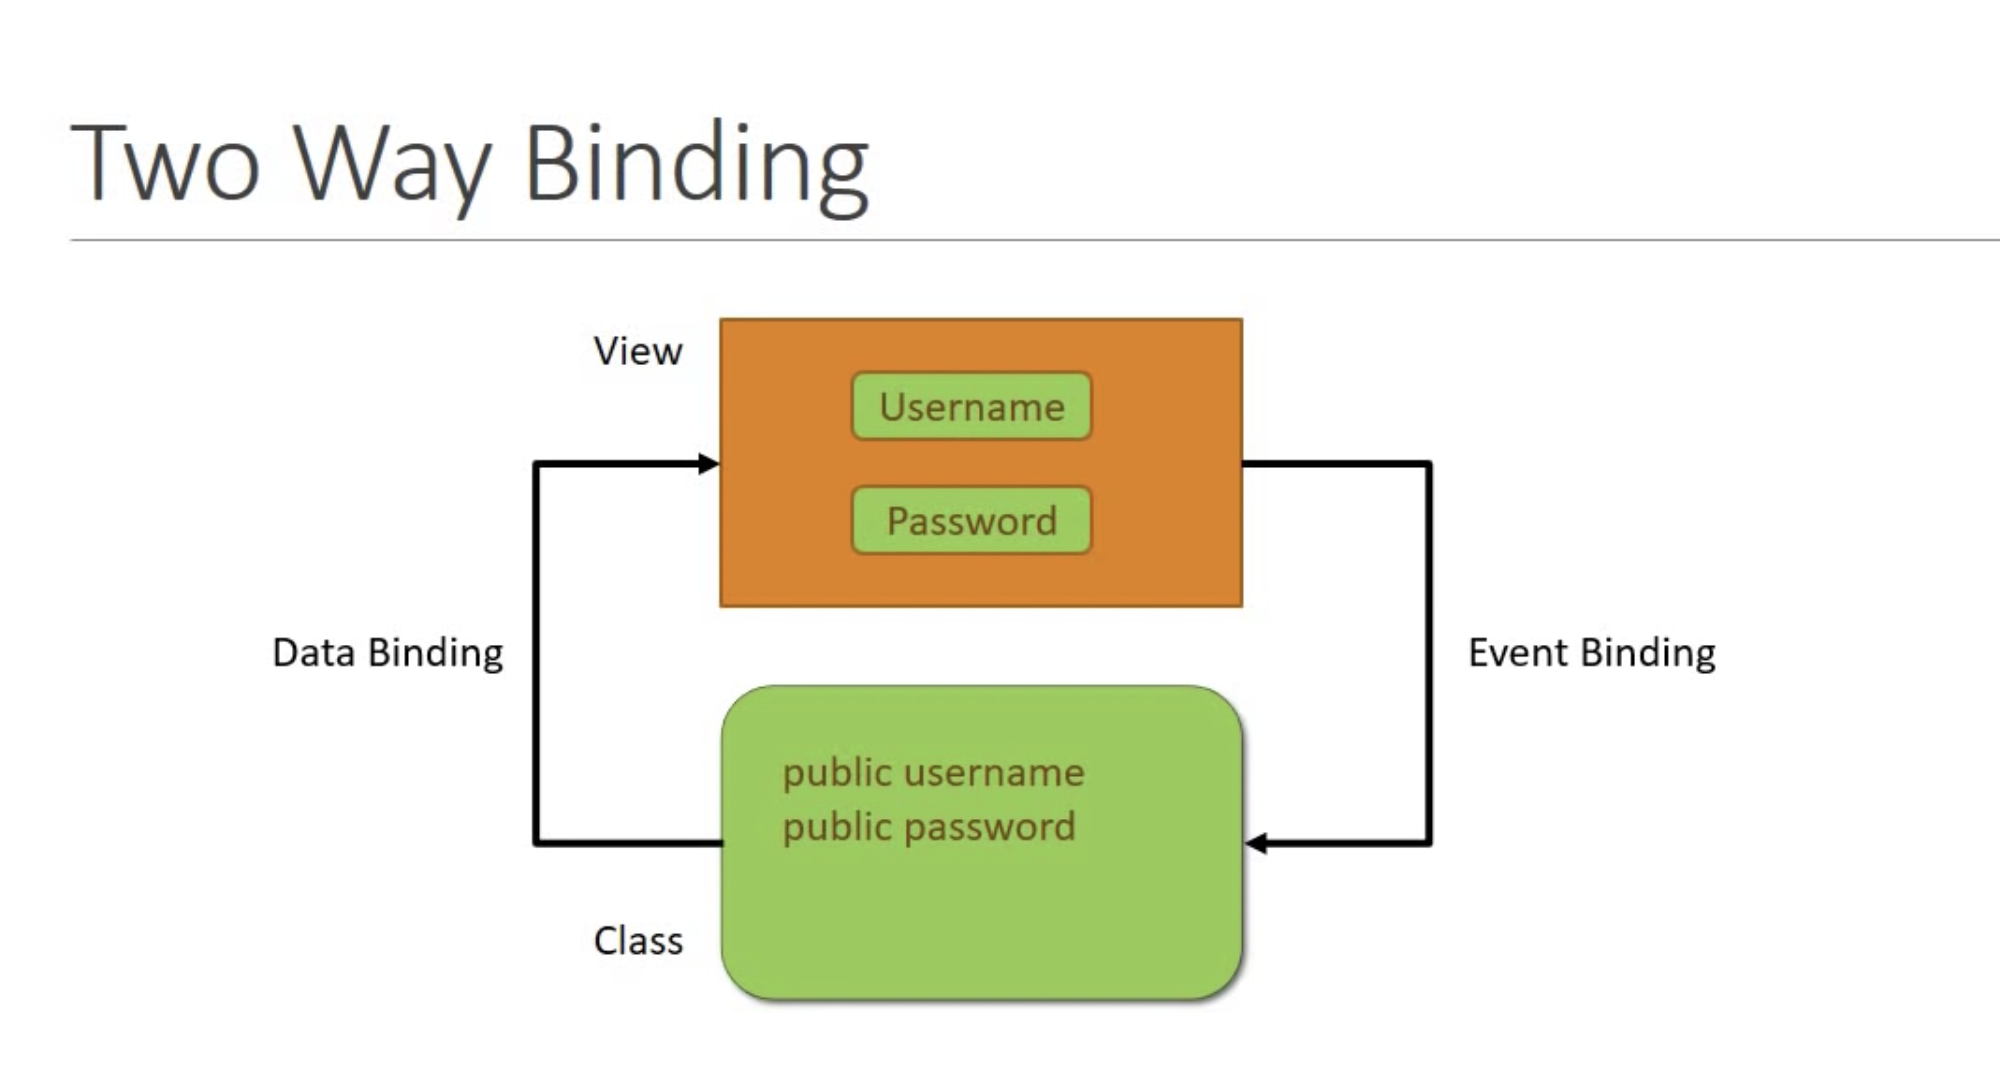 Two Way Binding
View
Username
Password
Data Binding
Event Binding
public username
public password
Class